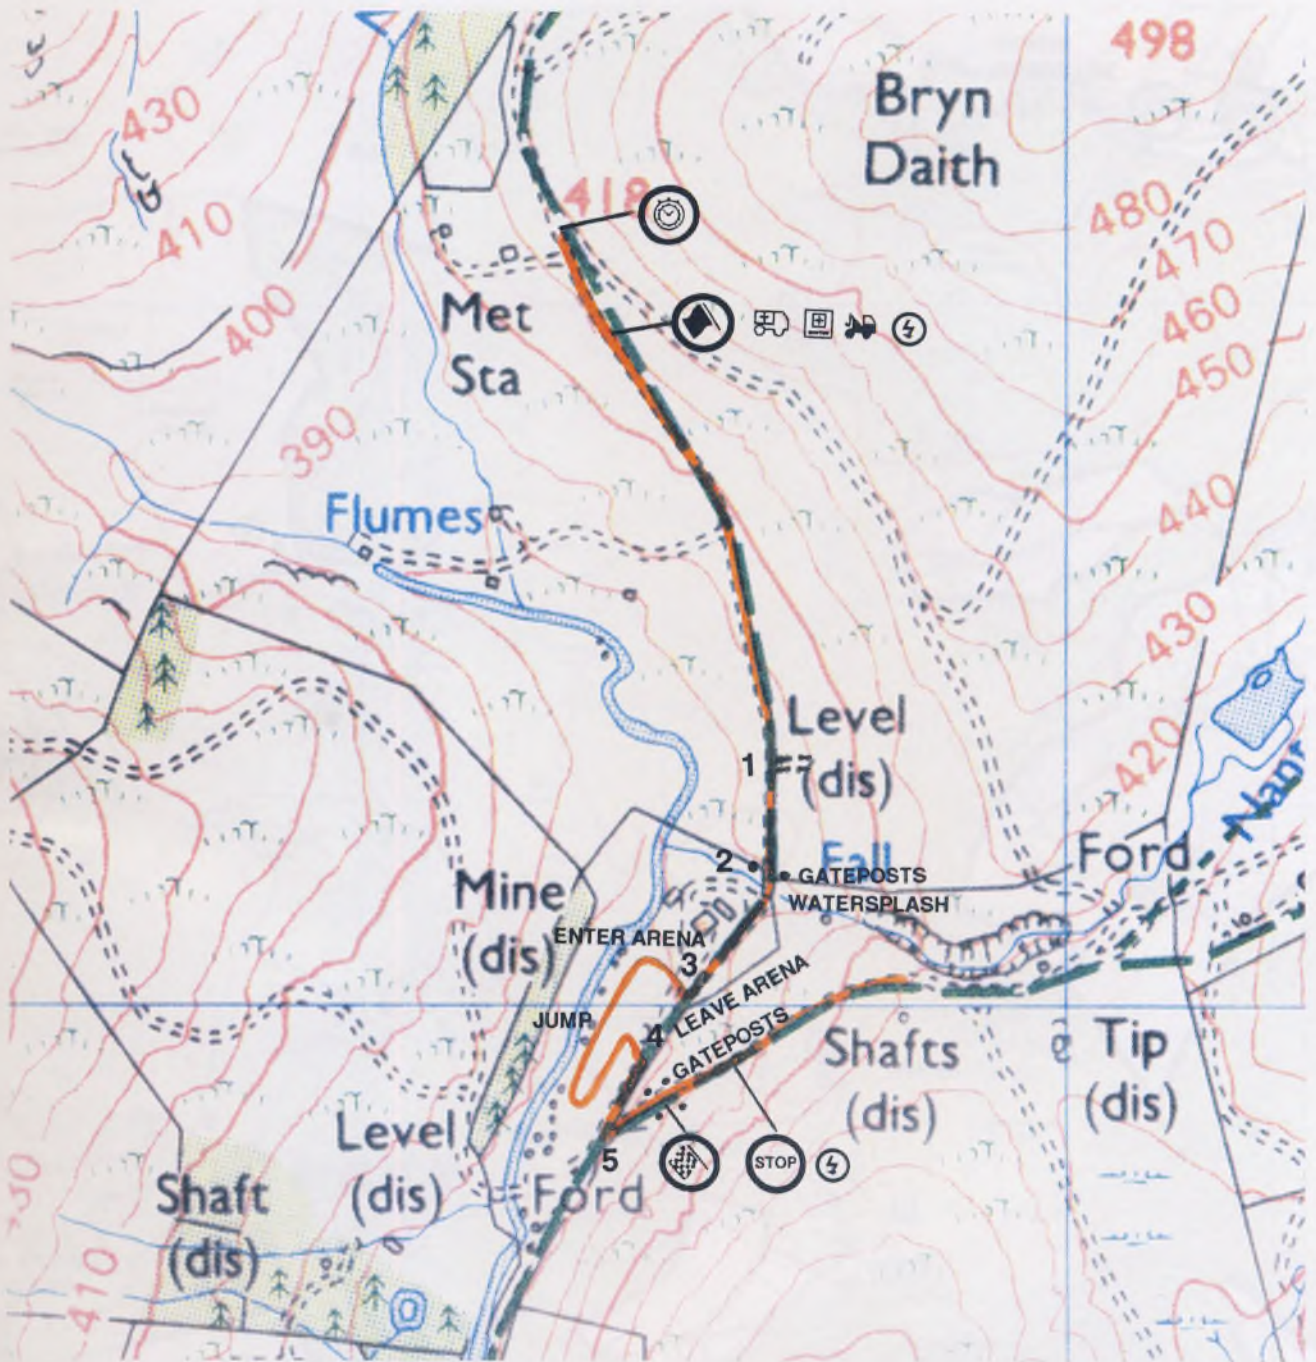 498
430
Bryn
Daith
418
480
410
470
Met
Sta
400
460
450
390
Flumes
440
430
Level
(dis)
1
420
Nant
2
Fall
Ford
GATEPOSTS
WATERSPLASH
Mine
(dis)
ENTER ARENA
3
LEAVE ARENA
JUMP
4
GATEPOSTS
Shafts
(dis)
Tip
(dis)
Level
(dis)
5
STOP
Ford
Shaft
(dis)
410